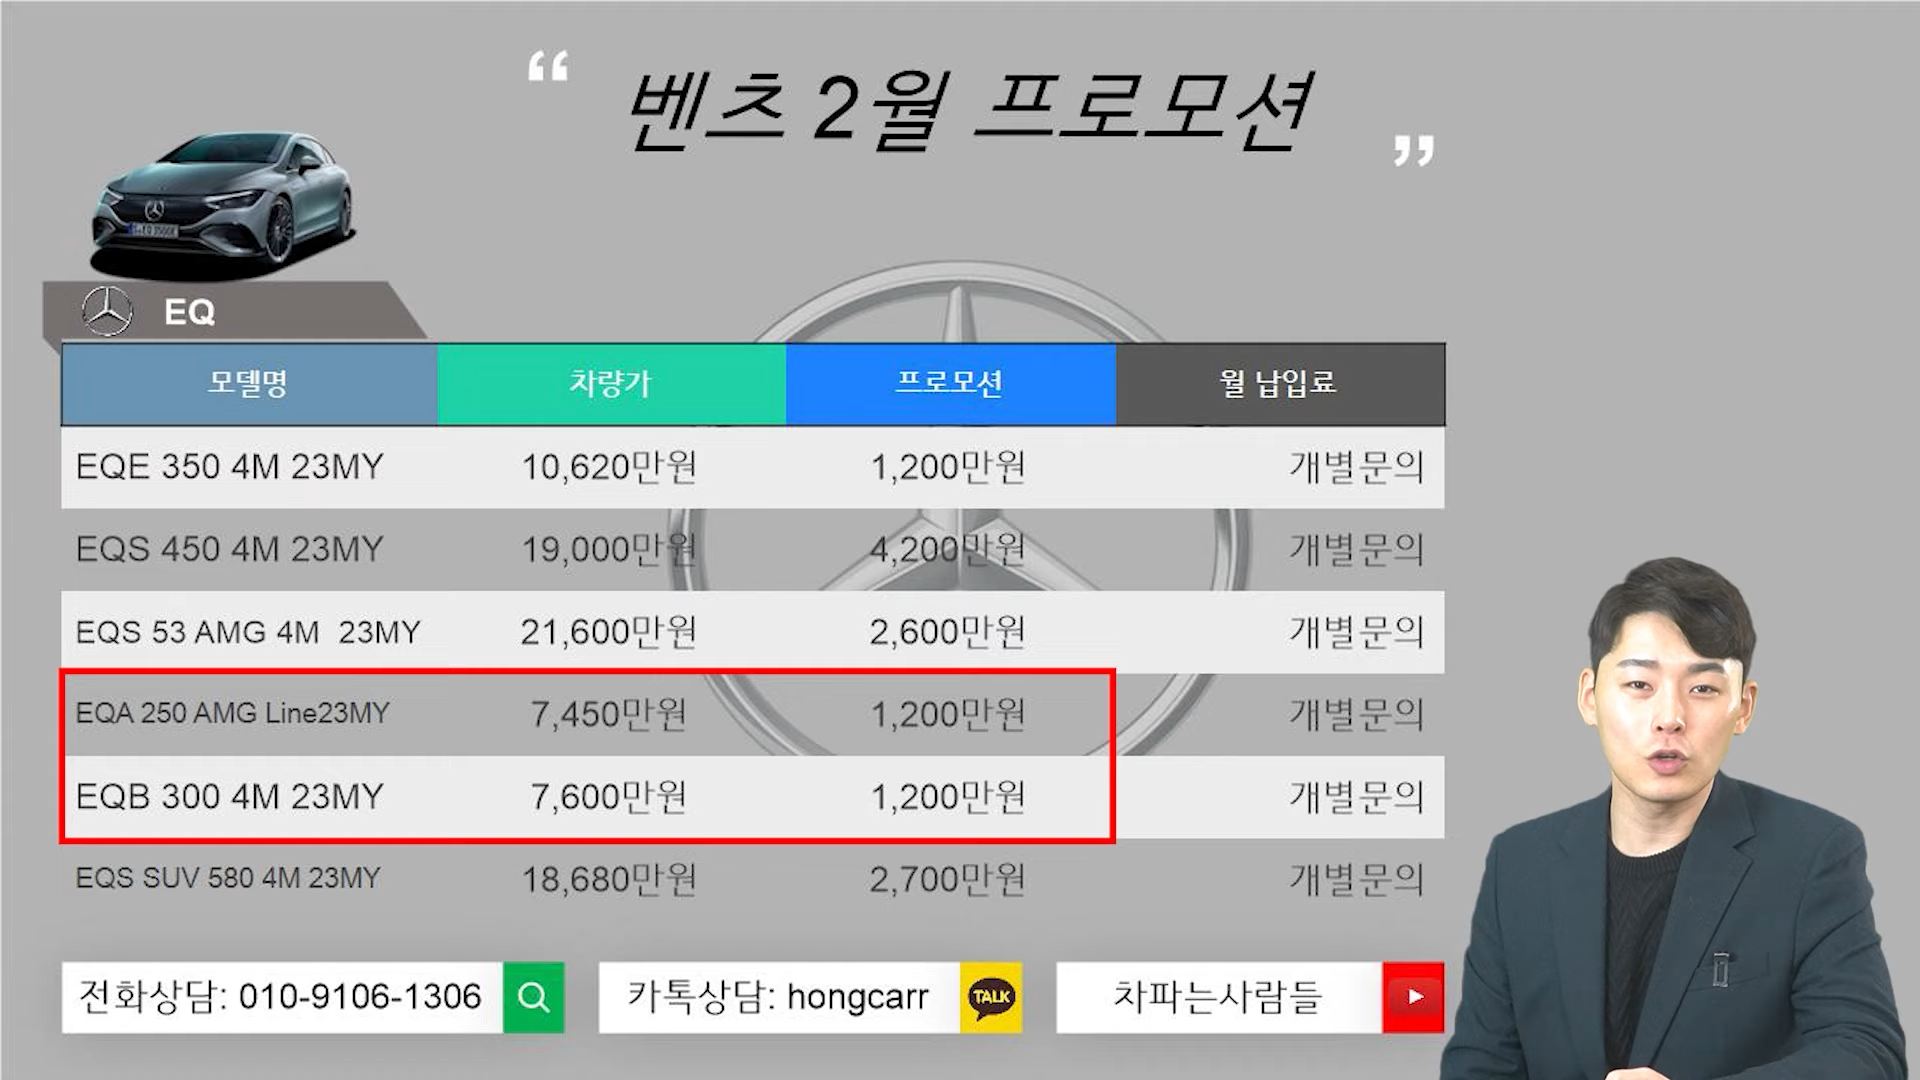 “ 벤츠 2월 프로모션 ”
EQ
모델명 차량가 프로모션 월 납입료
EQE 350 4M 23MY 10,620만원 1,200만원 개별문의
EQS 450 4M 23MY 19,000만원 4,200만원 개별문의
EQS 53 AMG 4M 23MY 21,600만원 2,600만원 개별문의
EQA 250 AMG Line23MY 7,450만원 1,200만원 개별문의
EQB 300 4M 23MY 7,600만원 1,200만원 개별문의
EQS SUV 580 4M 23MY 18,680만원 2,700만원 개별문의
전화상담: 010-9106-1306
카톡상담: hongcarr TALK
차파는사람들